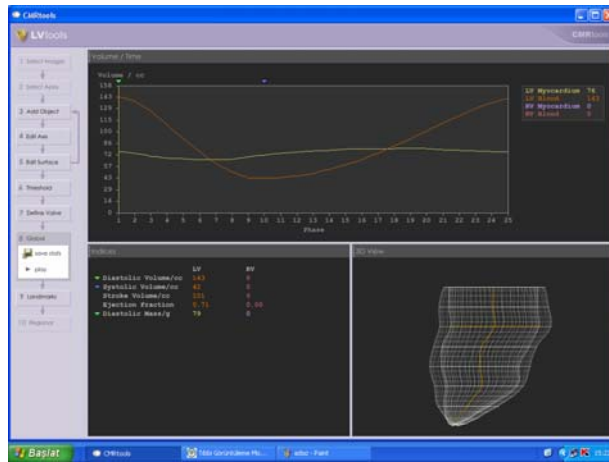 CMRtools
LVtools
CMRtools
1 Select Images
2 Select Axes
3 Add Object
4 Edit Axis
5 Edit Surface
6 Threshold
7 Define Valve
8 Global
save stats
play
9 Landmarks
Volume / Time
Volume / cc
158
143
129
115
100
86
72
57
43
29
14
0
1 2 3 4 5 6 7 8 9 10 11 12 13 14 15 16 17 18 19 20 21 22 23 24 25
Phase
LV Myocardium 76
LV Blood 143
RV Myocardium 0
RV Blood 0
Indices
LV RV
Diastolic Volume/cc 143 0
Systolic Volume/cc 42 0
Stroke Volume/cc 101 0
Ejection Fraction 0.71 0.00
Diastolic Mass/g 79 0
3D View
Başlat
CMRtools
Tıbbi Görüntüleme Mo...
- Paint